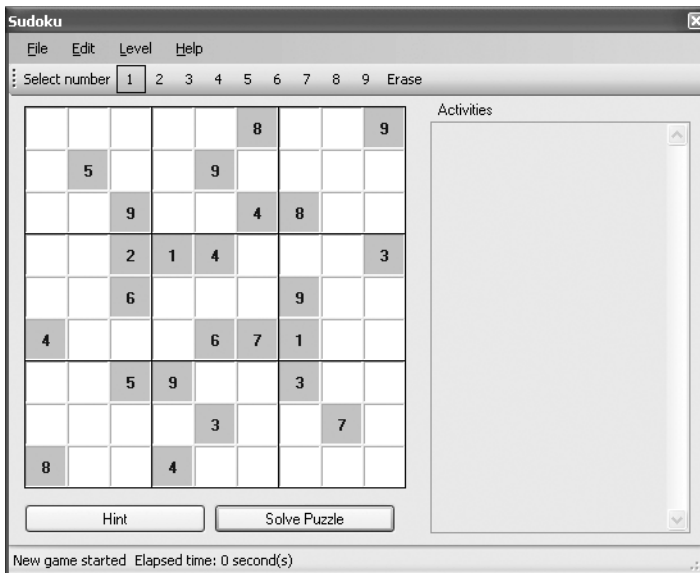 Sudoku
File Edit Level Help
Select number 1 2 3 4 5 6 7 8 9 Erase
Activities
8 9
5 9
9 4 8
2 1 4 3
6 9
4 6 7 1
5 9 3
3 7
8 4
Hint Solve Puzzle
New game started Elapsed time: 0 second(s)